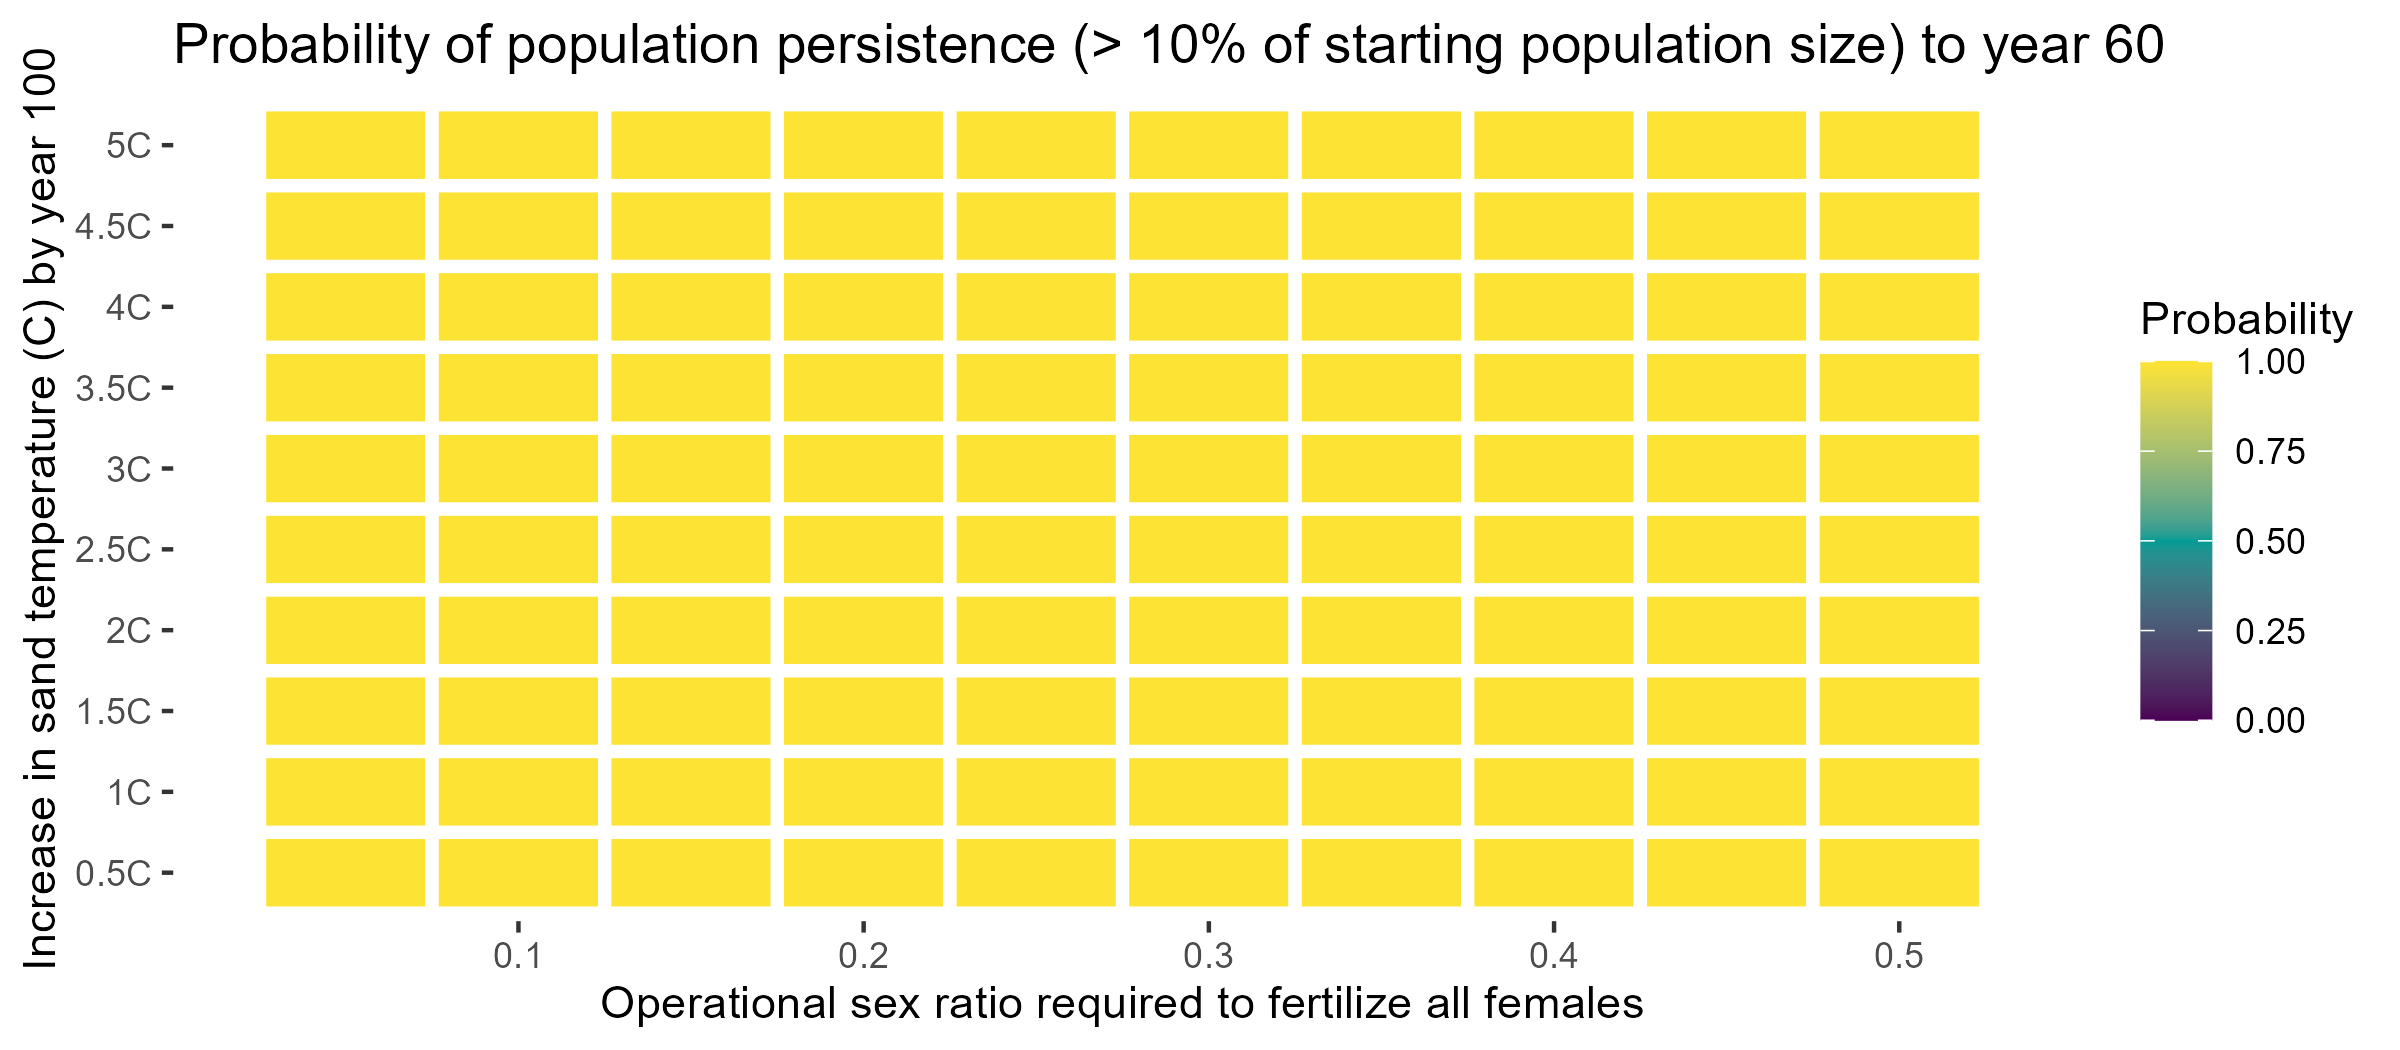 Probability of population persistence (> 10% of starting population size) to year 60
Increase in sand temperature (C) by year 100
5C
4.5C
4C
3.5C
3C
2.5C
2C
1.5C
1C
0.5C
0.1
0.2
0.3
0.4
0.5
Operational sex ratio required to fertilize all females
Probability
1.00
0.75
0.50
0.25
0.00